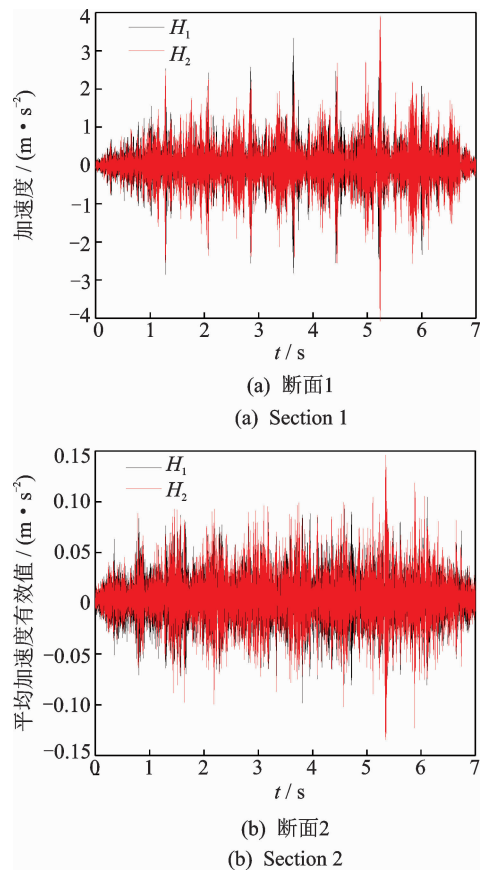 H₁
H₂
4
3
2
1
0
−1
−2
−3
−4
加速度 / (m • s⁻²)
0 1 2 3 4 5 6 7
t / s
(a) 断面1
(a) Section 1
H₁
H₂
0.15
0.10
0.05
0
−0.05
−0.10
−0.15
平均加速度有效值 / (m • s⁻²)
0 1 2 3 4 5 6 7
t / s
(b) 断面2
(b) Section 2